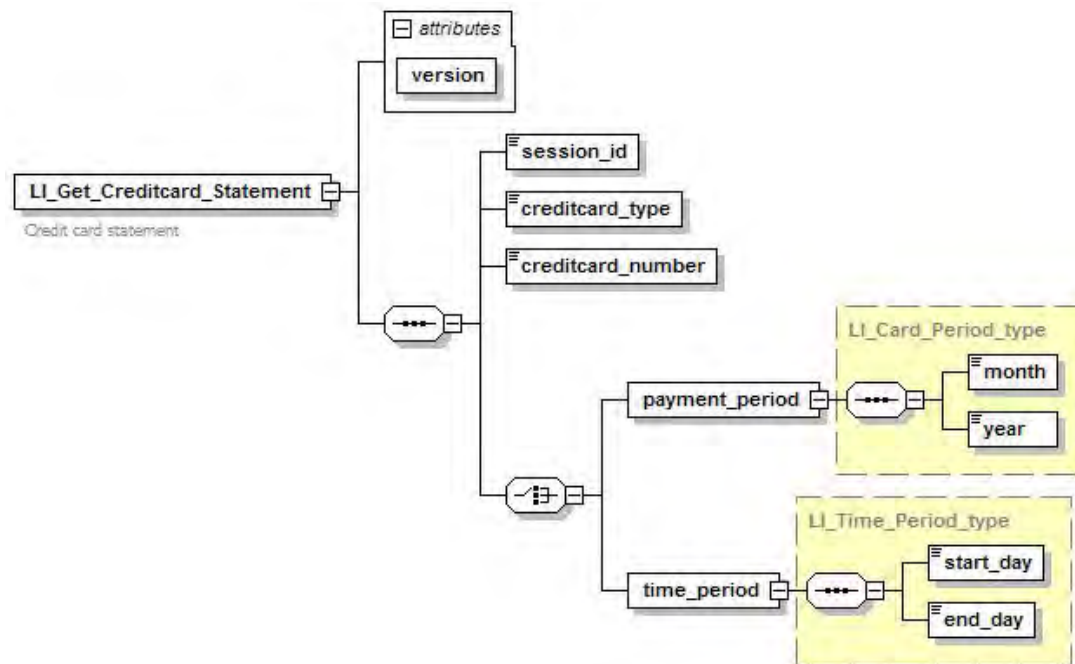 attributes
version
session_id
LI_Get_Creditcard_Statement
creditcard_type
Credit card statement
creditcard_number
LI_Card_Period_type
month
payment_period
year
LI_Time_Period_type
start_day
time_period
end_day